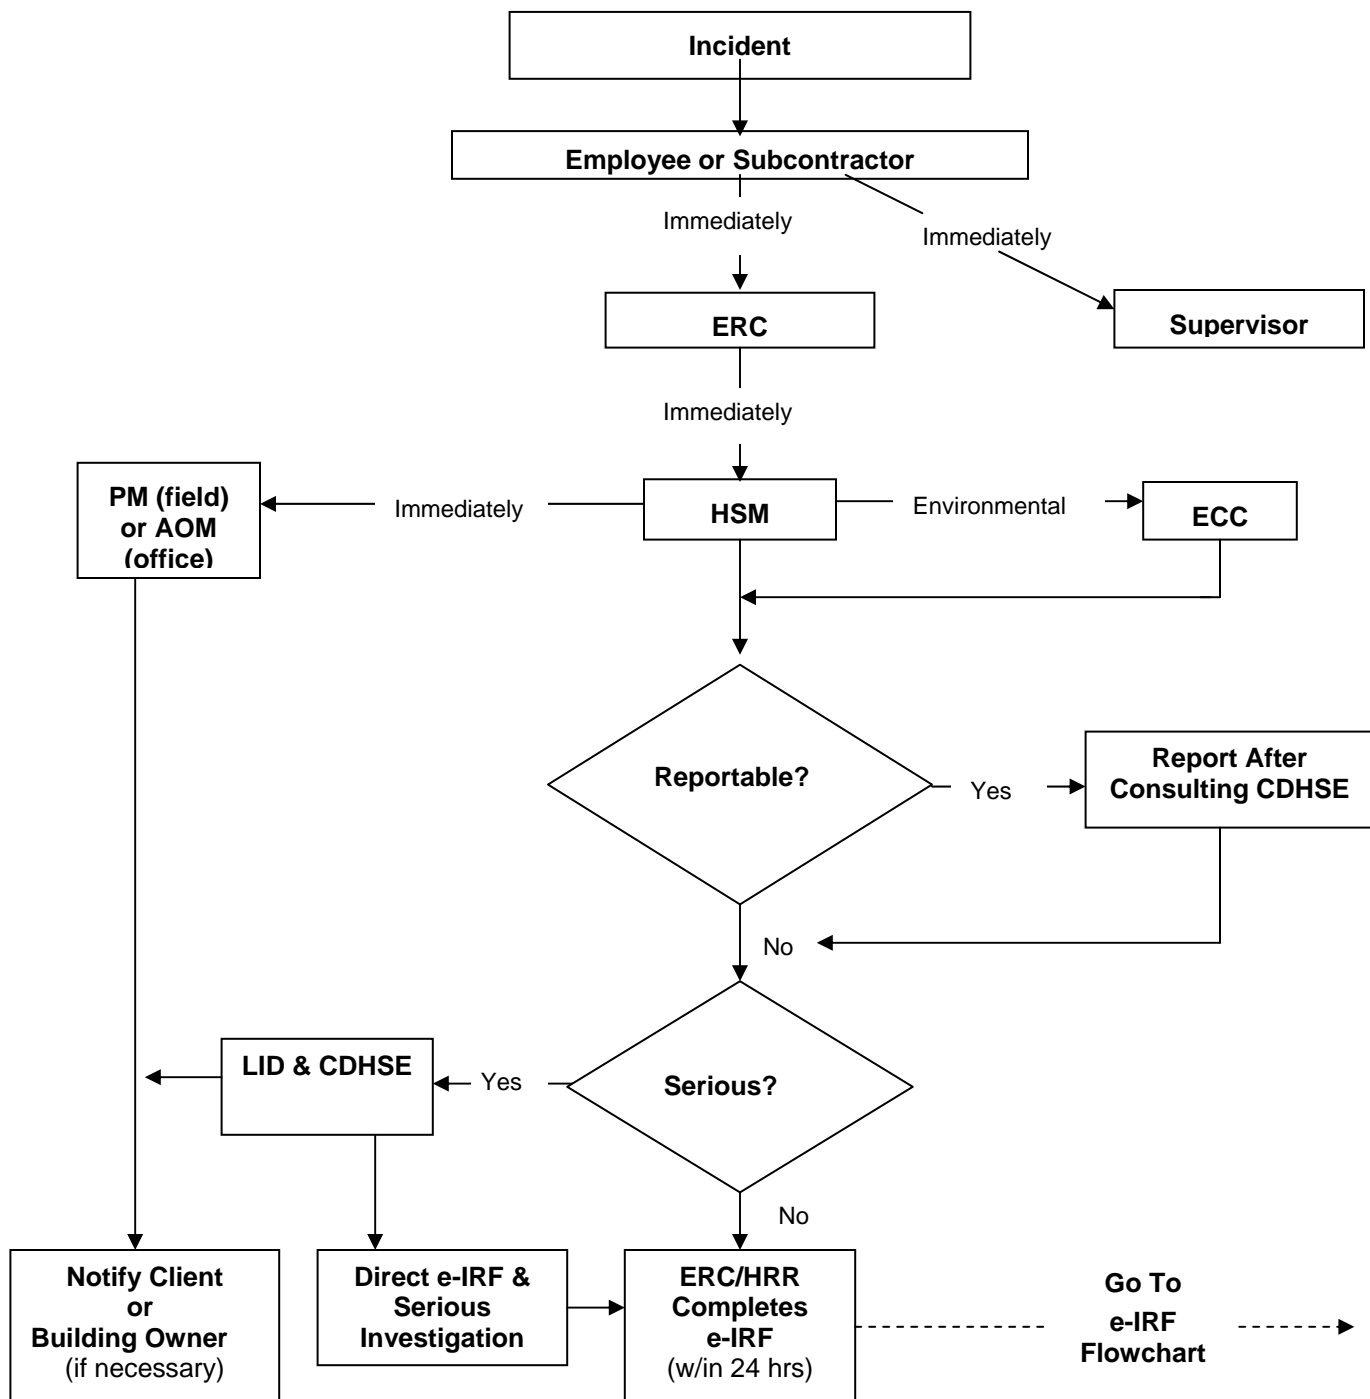 Incident
Employee or Subcontractor
Immediately
Immediately
ERC
Supervisor
Immediately
PM (field)
or AOM
(office)
Immediately
HSM
Environmental
ECC
Reportable?
Yes
Report After
Consulting CDHSE
No
LID & CDHSE
Yes
Serious?
No
Notify Client
or
Building Owner
(if necessary)
Direct e-IRF &
Serious
Investigation
ERC/HRR
Completes
e-IRF
(w/in 24 hrs)
Go To
e-IRF
Flowchart